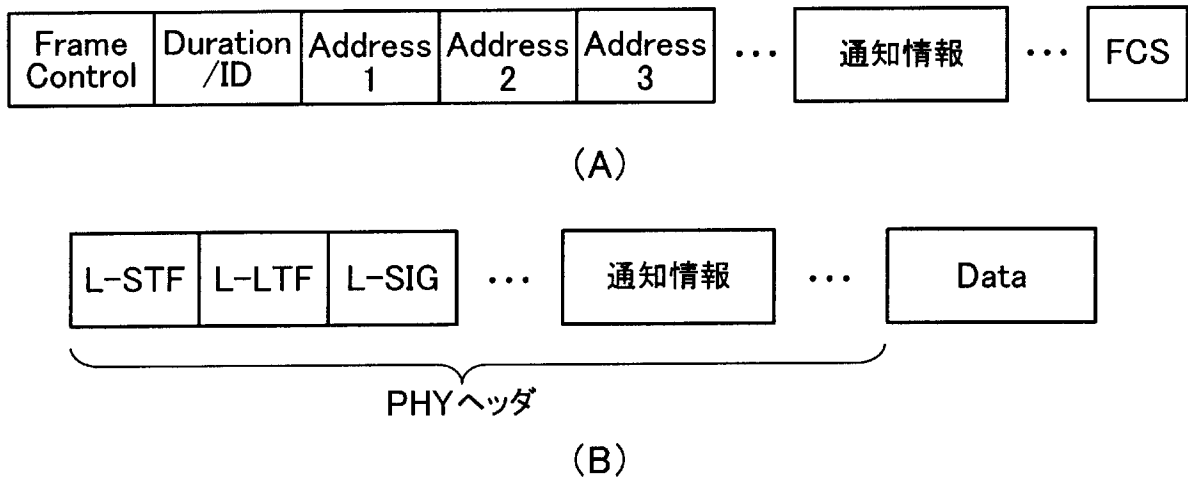 Frame Control
Duration /ID
Address 1
Address 2
Address 3
… 通知情報 … FCS
(A)
L-STF L-LTF L-SIG … 通知情報 … Data
PHYヘッダ
(B)